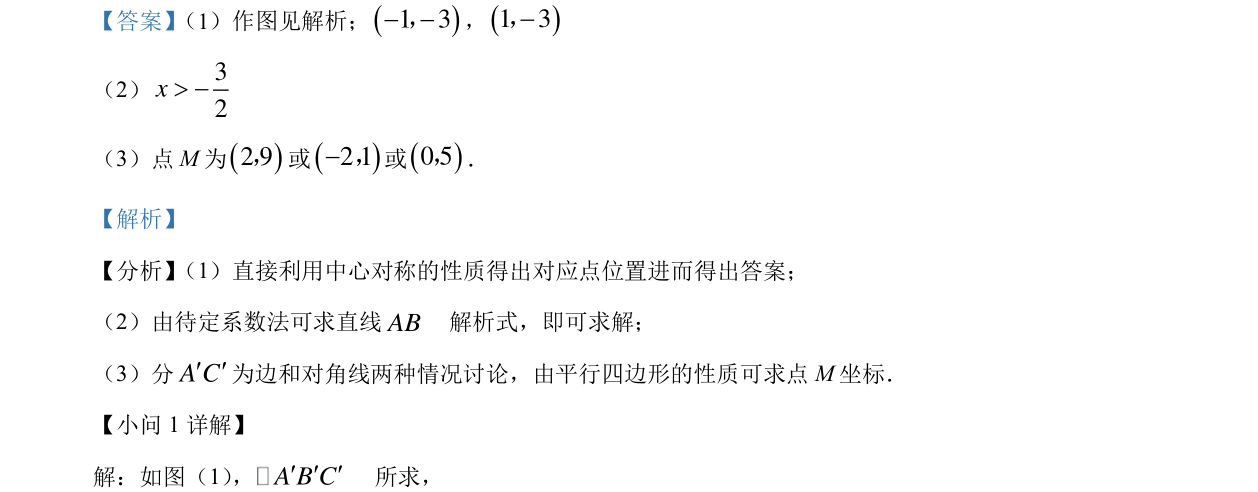 【答案】（1）作图见解析；(−1,−3)，(1,−3)
（2）x > −3/2
（3）点 M 为(2,9)或(−2,1)或(0,5)．
【解析】
【分析】（1）直接利用中心对称的性质得出对应点位置进而得出答案；
（2）由待定系数法可求直线 AB 解析式，即可求解；
（3）分 A′C′ 为边和对角线两种情况讨论，由平行四边形的性质可求点 M 坐标．
【小问 1 详解】
解：如图（1），□A′B′C′ 所求，